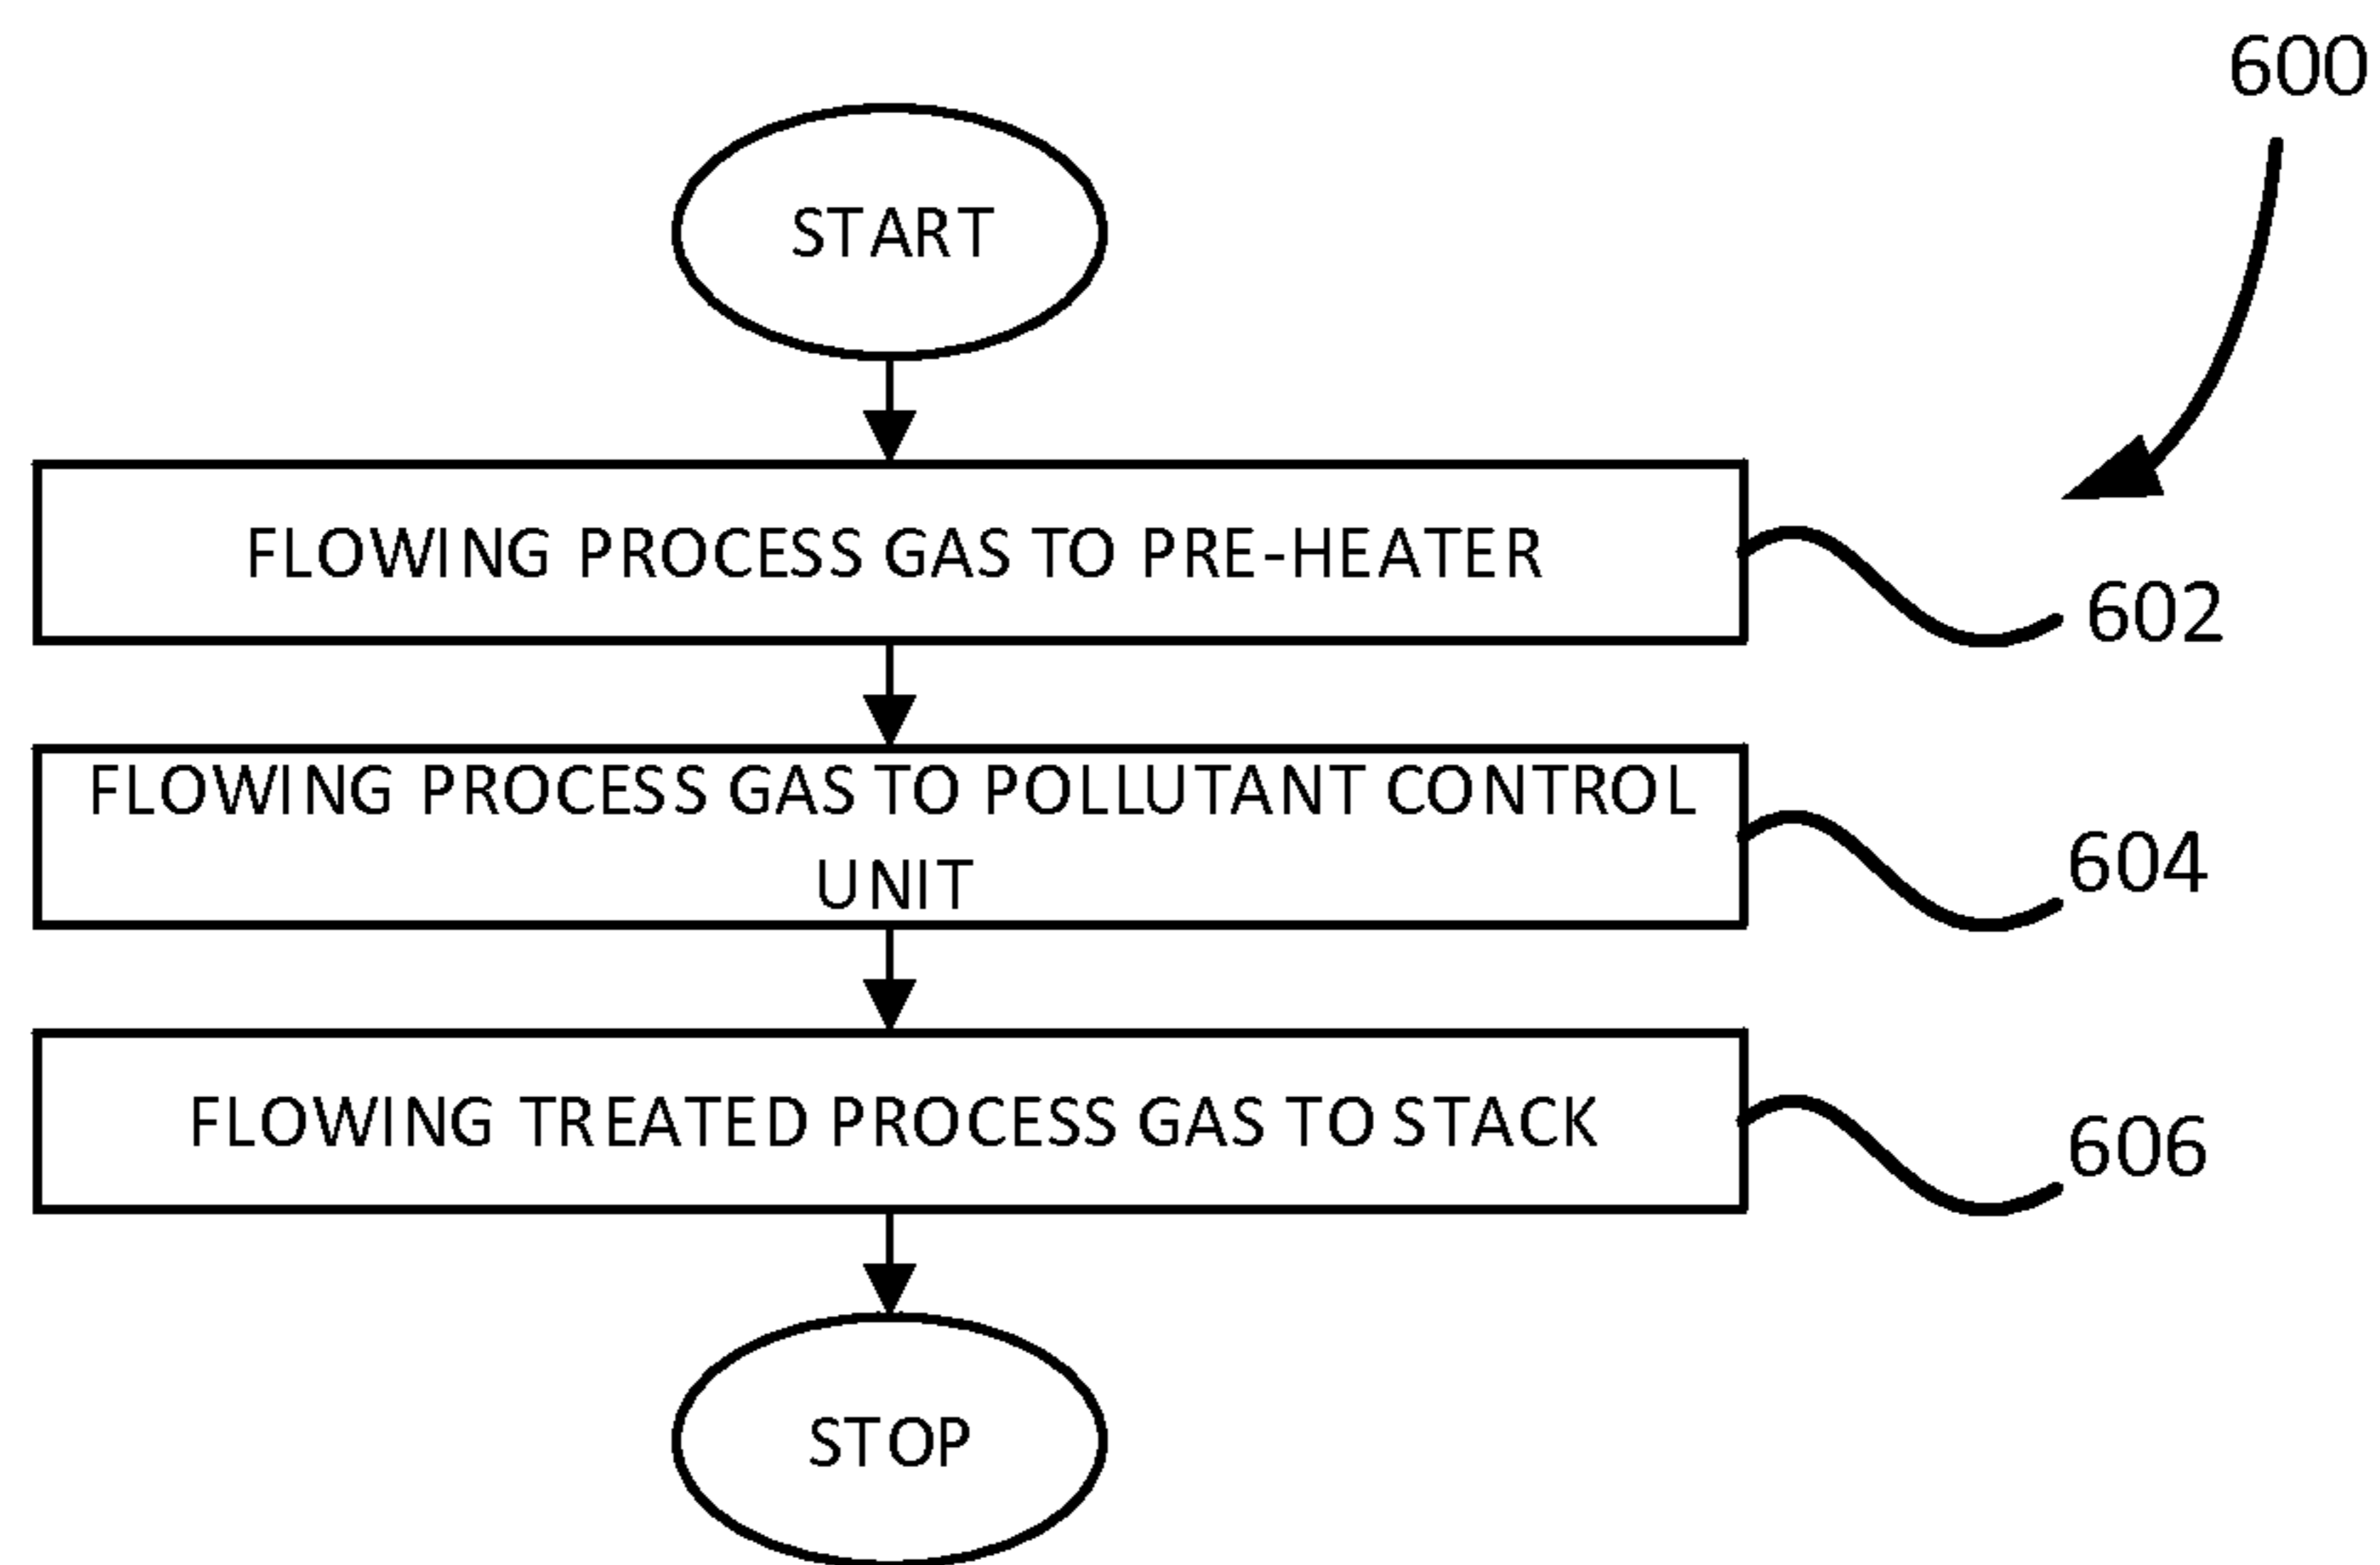 600
START
FLOWING PROCESS GAS TO PRE-HEATER
602
FLOWING PROCESS GAS TO POLLUTANT CONTROL
UNIT
604
FLOWING TREATED PROCESS GAS TO STACK
606
STOP